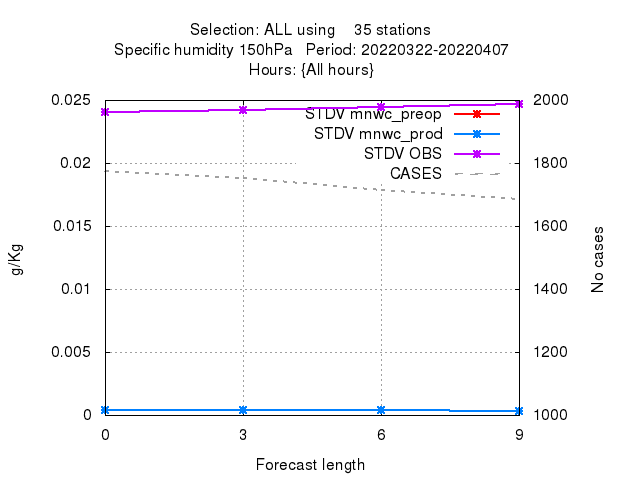 Selection: ALL using    35 stations
Specific humidity 150hPa   Period: 20220322-20220407
Hours: {All hours}
0.025
0.02
0.015
0.01
0.005
0
2000
1800
1600
1400
1200
1000
STDV mnwc_preop
STDV mnwc_prod
STDV OBS
CASES
g/Kg
No cases
0 3 6 9
Forecast length